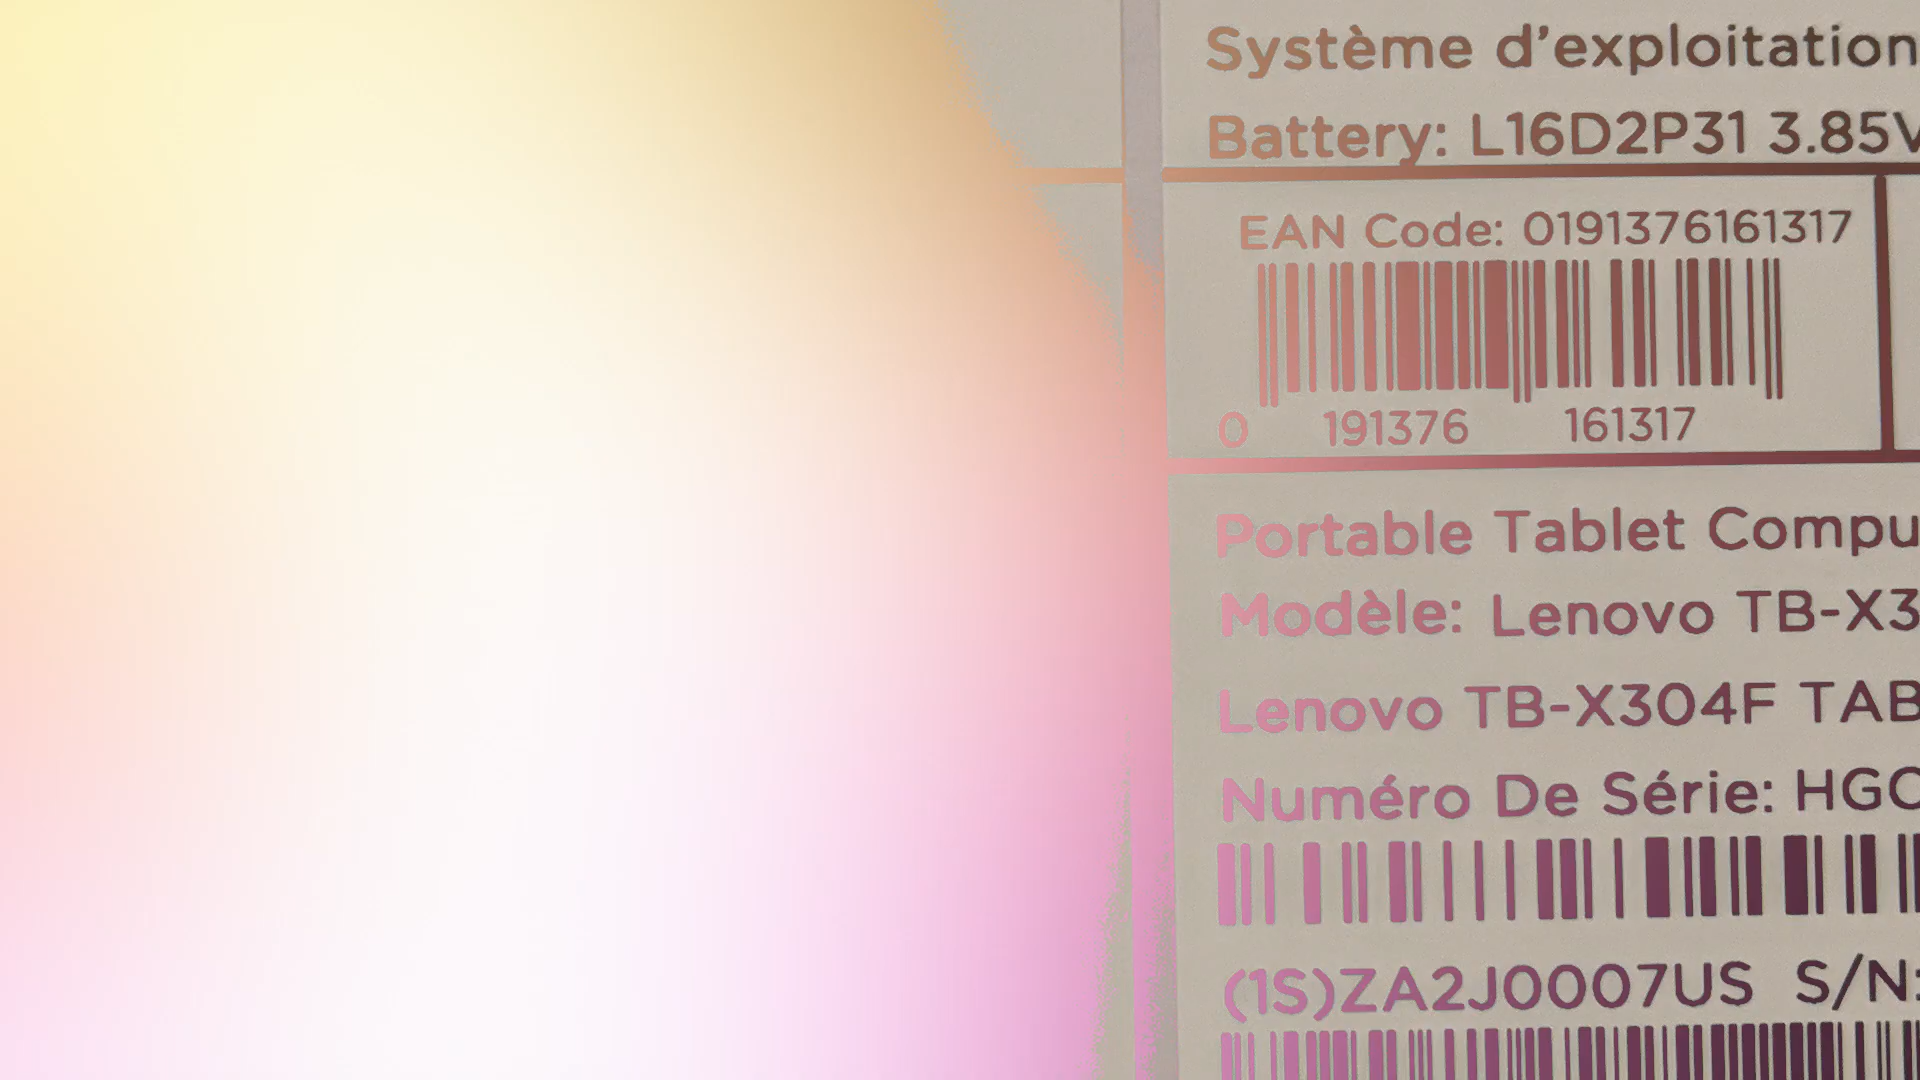 Système d'exploitation
Battery: L16D2P31 3.85V
EAN Code: 0191376161317
0 191376 161317
Portable Tablet Compu
Modèle: Lenovo TB-X3
Lenovo TB-X304F TAB
Numéro De Série: HGC
(1S)ZA2J0007US S/N: